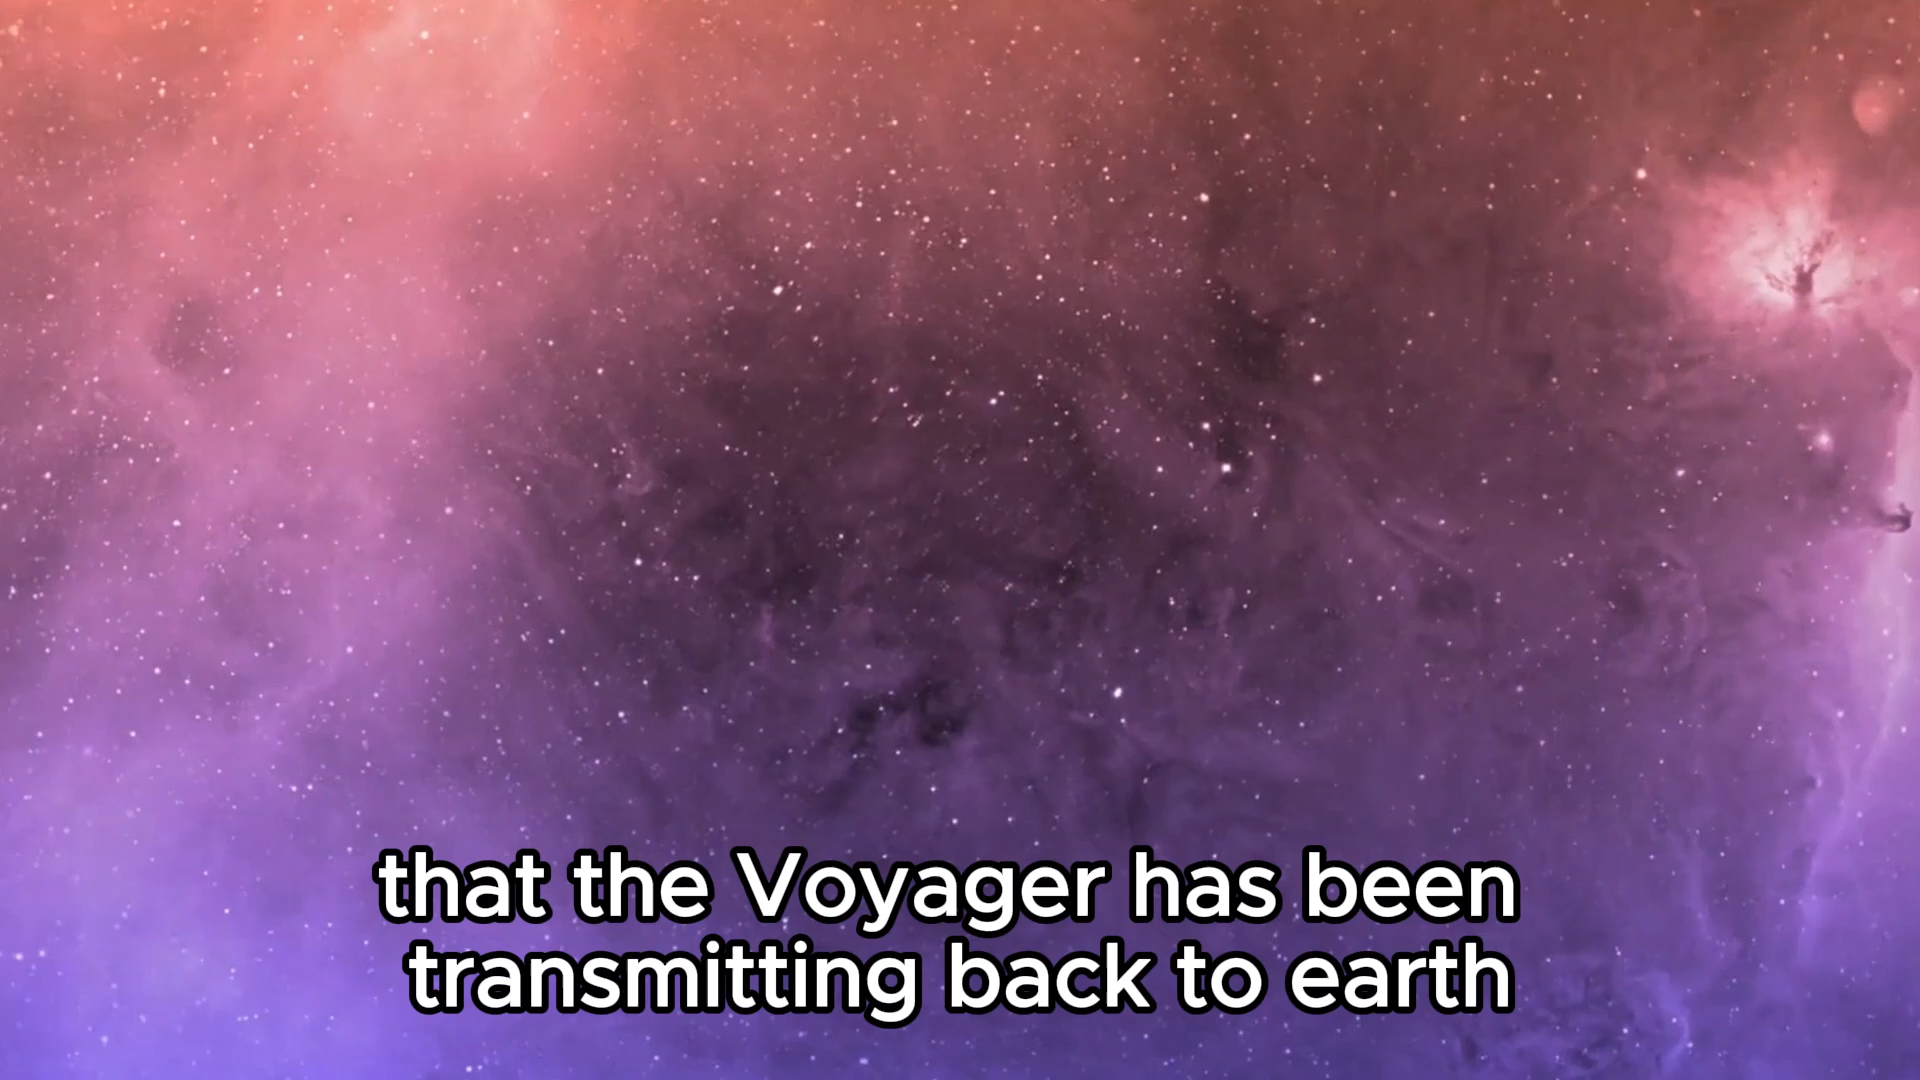 that the Voyager has been
transmitting back to earth